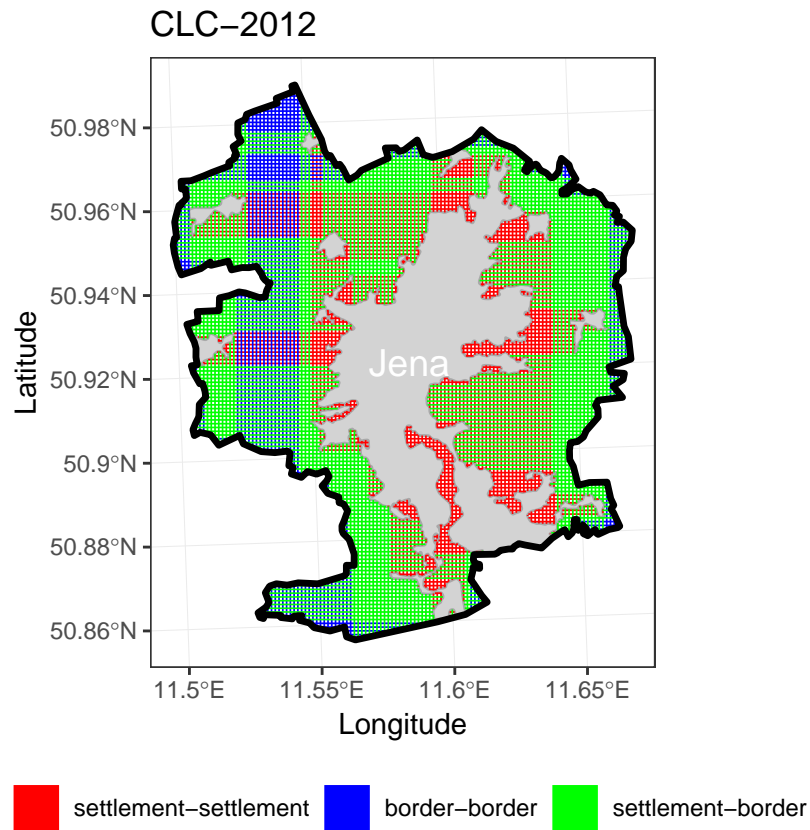 CLC−2012
50.98°N
50.96°N
50.94°N
50.92°N
50.9°N
50.88°N
50.86°N
Latitude
Jena
11.5°E 11.55°E 11.6°E 11.65°E
Longitude
settlement−settlement border−border settlement−border